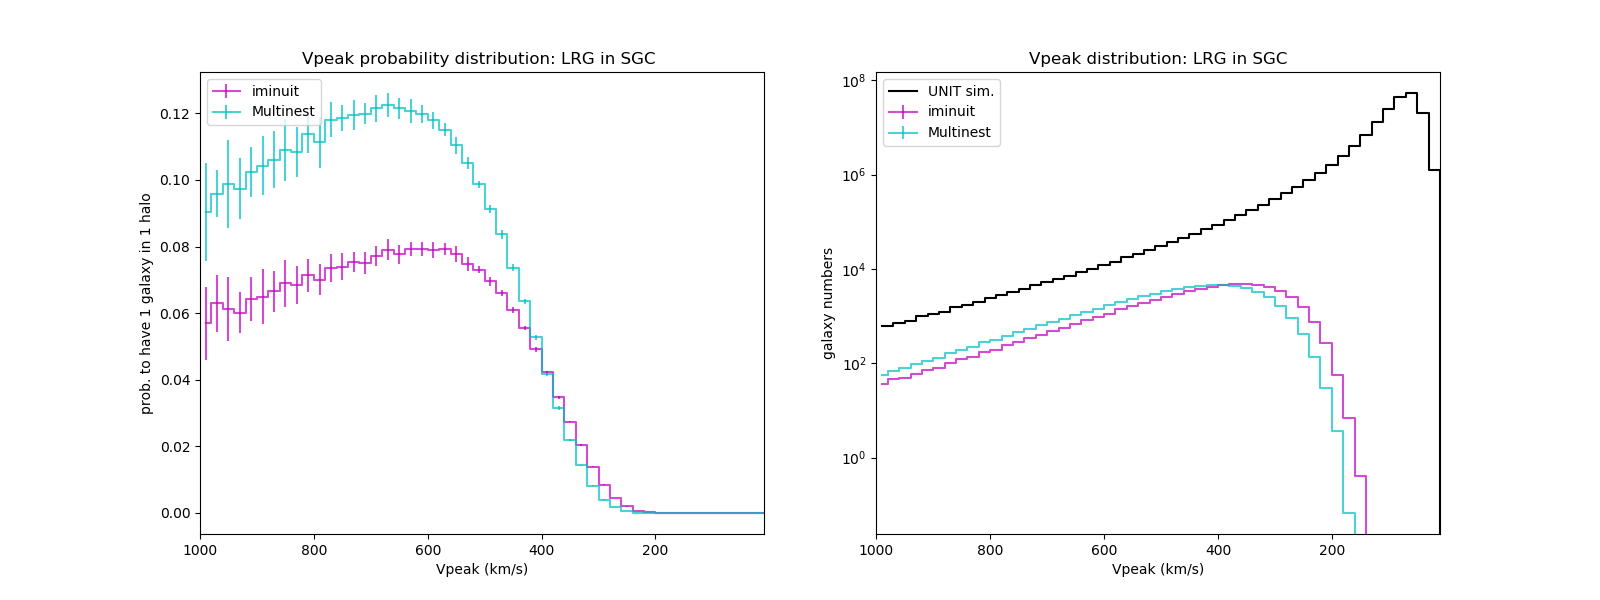 Vpeak probability distribution: LRG in SGC
iminuit
Multinest
prob. to have 1 galaxy in 1 halo
0.12
0.10
0.08
0.06
0.04
0.02
0.00
1000 800 600 400 200
Vpeak (km/s)
Vpeak distribution: LRG in SGC
UNIT sim.
iminuit
Multinest
galaxy numbers
10^8
10^6
10^4
10^2
10^0
1000 800 600 400 200
Vpeak (km/s)